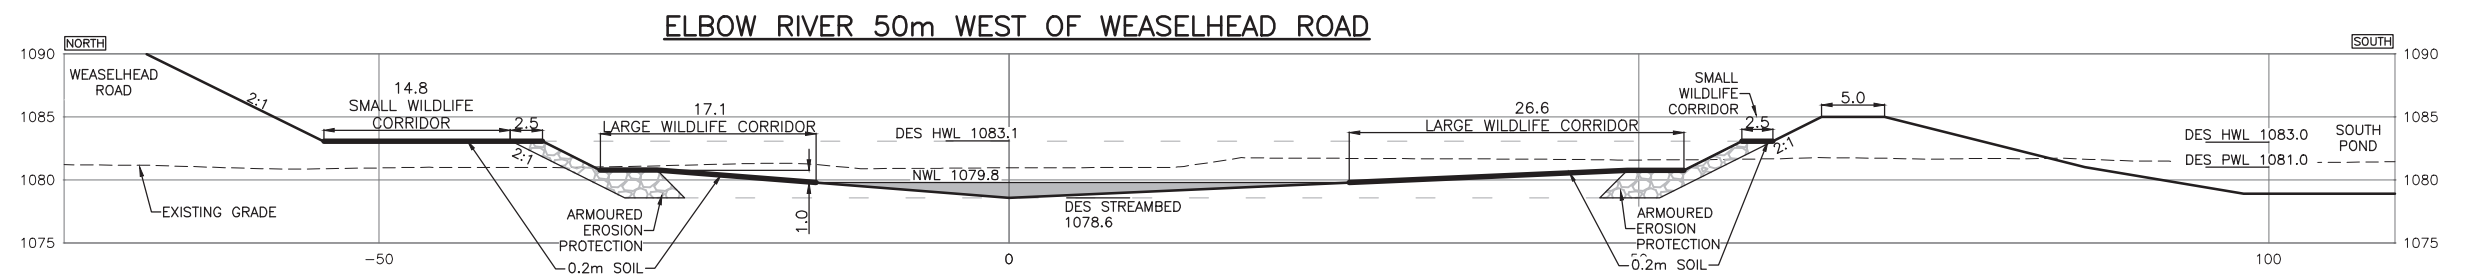 ELBOW RIVER 50m WEST OF WEASELHEAD ROAD
NORTH
SOUTH
1090
1090
WEASELHEAD
ROAD
2:1
14.8
SMALL WILDLIFE
CORRIDOR
2.5
17.1
LARGE WILDLIFE CORRIDOR
DES HWL 1083.1
26.6
LARGE WILDLIFE CORRIDOR
SMALL
WILDLIFE
CORRIDOR
2.5
5.0
DES HWL 1083.0
SOUTH
POND
DES PWL 1081.0
1085
1085
2:1
2:1
NWL 1079.8
1080
1080
EXISTING GRADE
ARMOURED
EROSION
PROTECTION
0.2m SOIL
1.0
DES STREAMBED
1078.6
ARMOURED
EROSION
PROTECTION
0.2m SOIL
1075
1075
-50
0
100